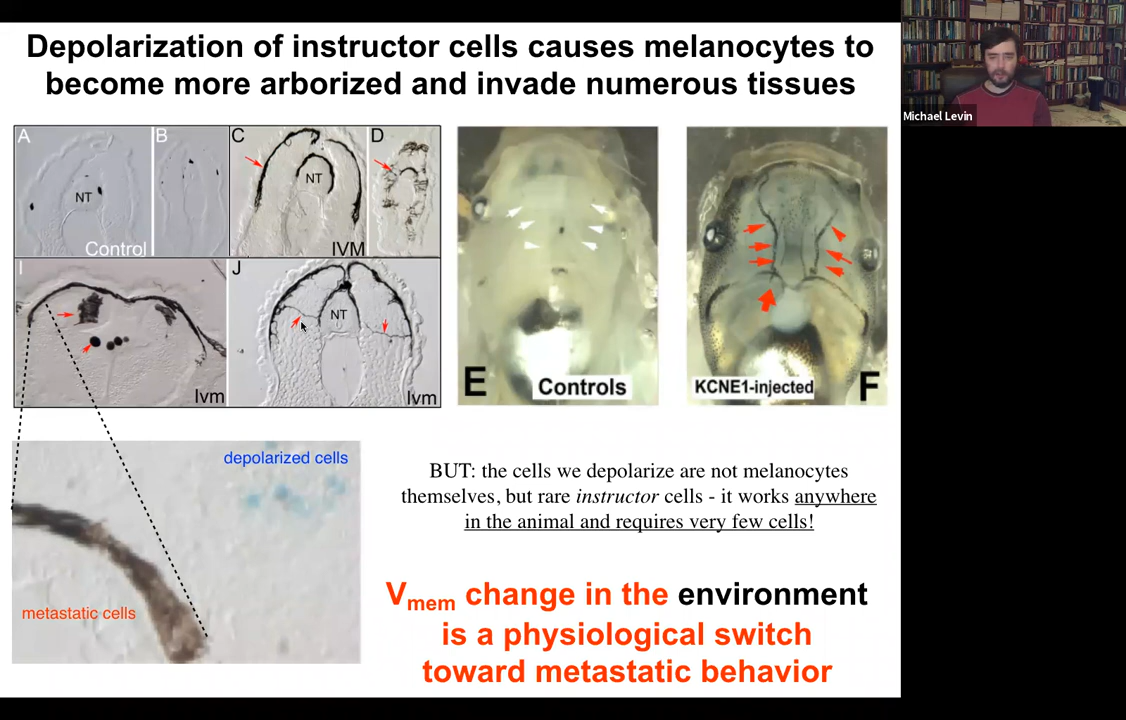 Depolarization of instructor cells causes melanocytes to
become more arborized and invade numerous tissues
Michael Levin
A
B
C
D
NT
NT
Control
IVM
I
J
NT
Ivm
Ivm
E
Controls
KCNE1-injected
F
depolarized cells
metastatic cells
BUT: the cells we depolarize are not melanocytes
themselves, but rare instructor cells - it works anywhere
in the animal and requires very few cells!
Vmem change in the environment
is a physiological switch
toward metastatic behavior